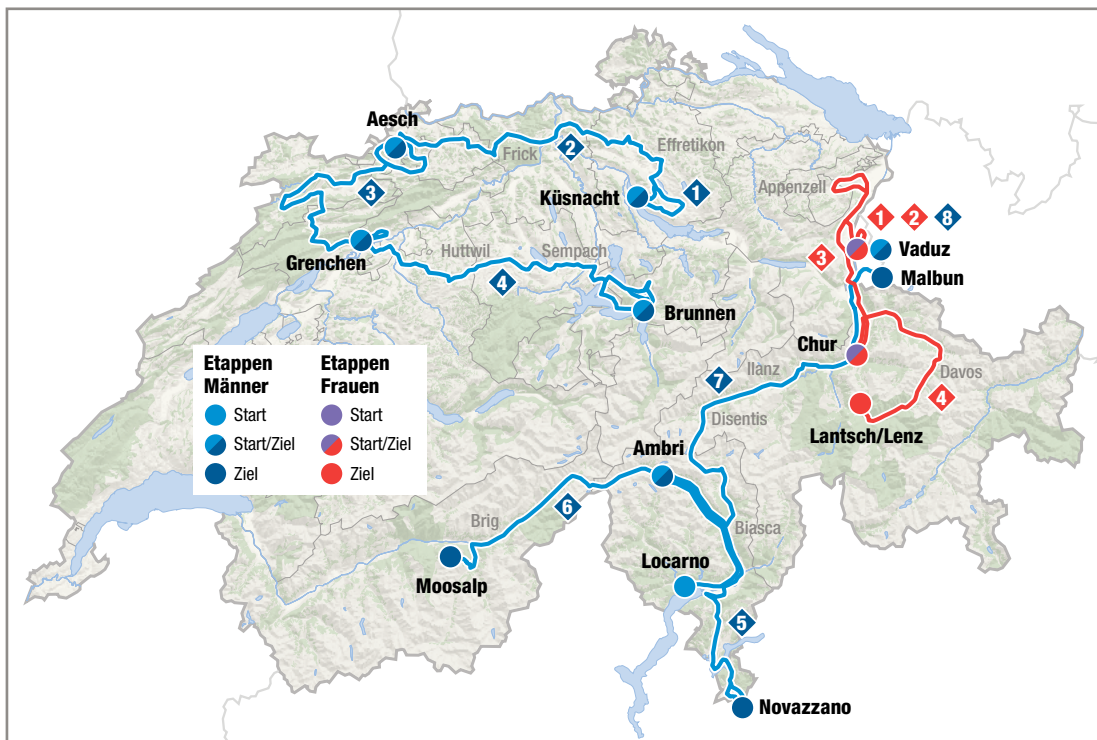 Aesch
Frick
2
Effretikon
3
Küsnacht
1
Appenzell
1 2 8
Grenchen
Huttwil
Sempach
3
Vaduz
4
Malbun
Brunnen
Chur
Etappen
Männer
Start
Start/Ziel
Ziel
Etappen
Frauen
Start
Start/Ziel
Ziel
7
Ilanz
Davos
4
Disentis
Lantsch/Lenz
Ambri
6
Brig
Biasca
Moosalp
Locarno
5
Novazzano